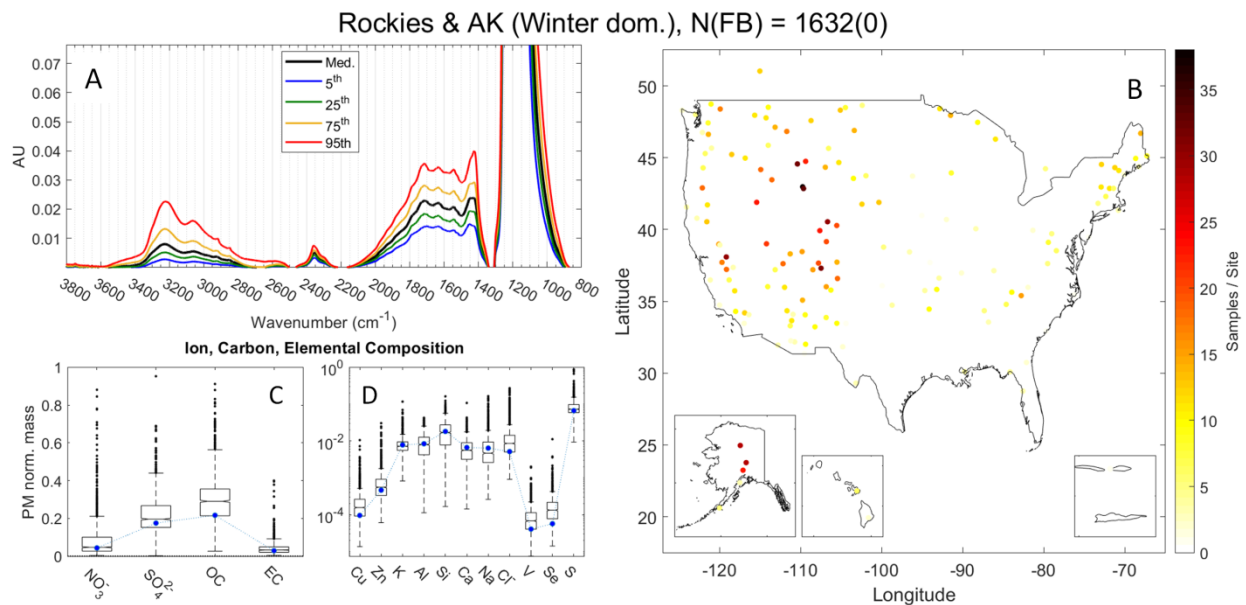 Rockies & AK (Winter dom.), N(FB) = 1632(0)
A
Med.
5th
25th
75th
95th
AU
0.07
0.06
0.05
0.04
0.03
0.02
0.01
3800 3600 3400 3200 3000 2800 2600 2400 2200 2000 1800 1600 1400 1200 1000 800
Wavenumber (cm-1)
B
Latitude
50
45
40
35
30
25
20
-120 -110 -100 -90 -80 -70
Longitude
35
30
25
20
15
10
5
0
Samples / Site
Ion, Carbon, Elemental Composition
C
PM norm. mass
1
0.8
0.6
0.4
0.2
0
NO3- SO42- OC EC
D
100
10-2
10-4
Cu Zn K Al Si Ca Na Cl- V Se S